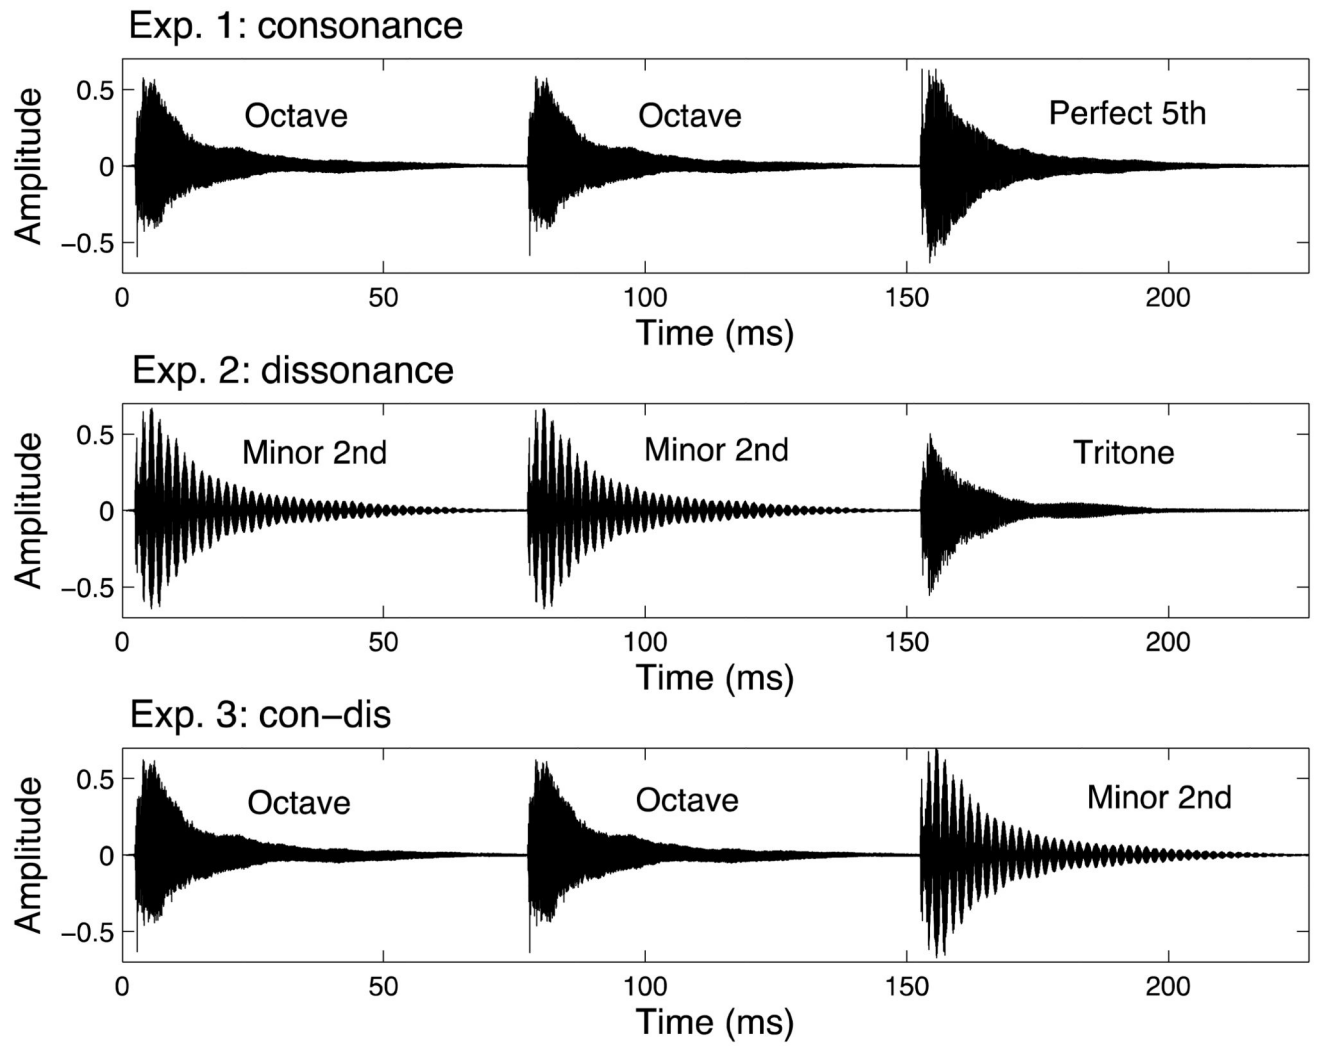 Exp. 1: consonance
Amplitude
0.5
0
−0.5
Octave
Octave
Perfect 5th
0 50 100 150 200
Time (ms)
Exp. 2: dissonance
Amplitude
0.5
0
−0.5
Minor 2nd
Minor 2nd
Tritone
0 50 100 150 200
Time (ms)
Exp. 3: con−dis
Amplitude
0.5
0
−0.5
Octave
Octave
Minor 2nd
0 50 100 150 200
Time (ms)